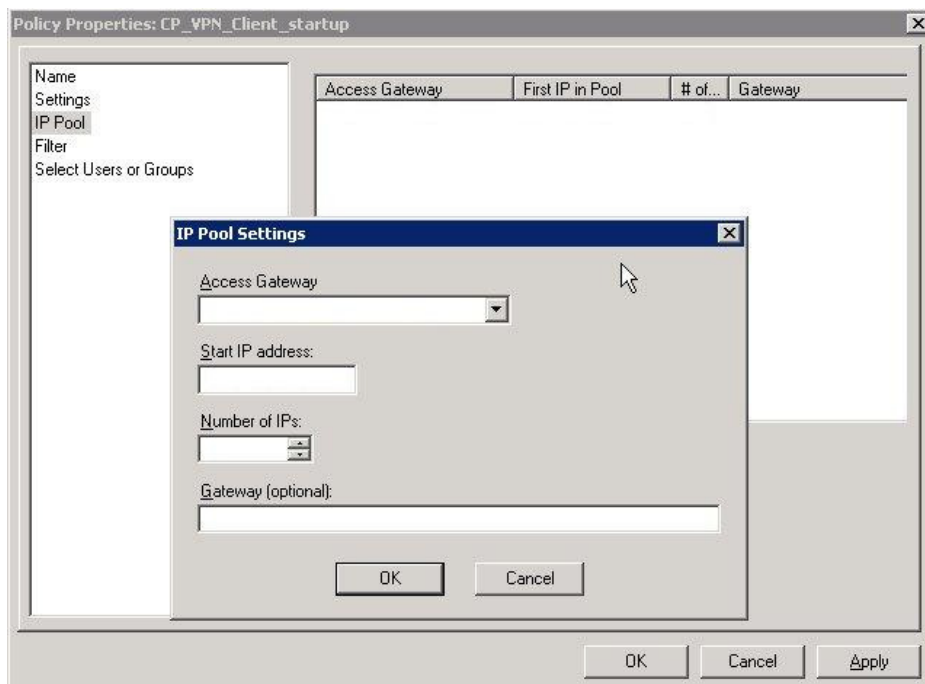 Policy Properties: CP_VPN_Client_startup
Name
Settings
IP Pool
Filter
Select Users or Groups
Access Gateway First IP in Pool # of... Gateway
IP Pool Settings
Access Gateway
Start IP address:
Number of IPs:
Gateway (optional):
OK Cancel
OK Cancel Apply